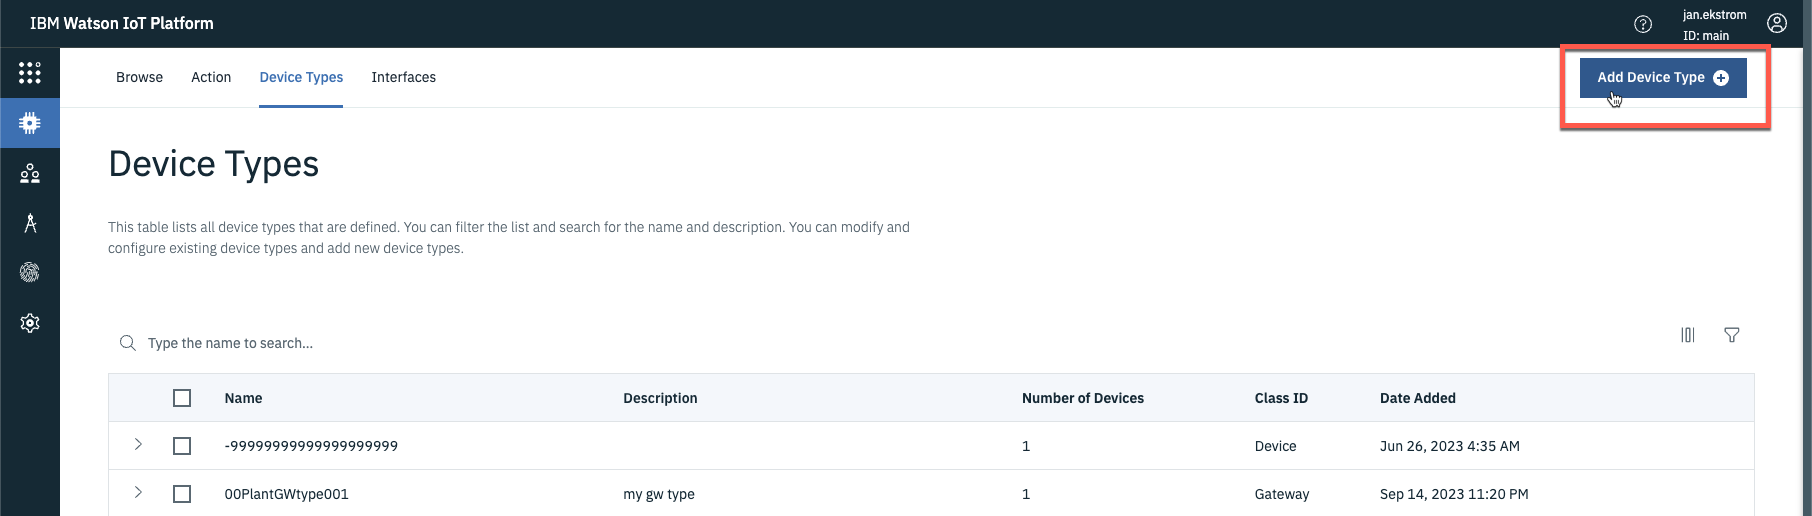 IBM Watson IoT Platform
jan.ekstrom
ID: main
Browse Action Device Types Interfaces
Add Device Type
Device Types
This table lists all device types that are defined. You can filter the list and search for the name and description. You can modify and
configure existing device types and add new device types.
Type the name to search...
Name Description Number of Devices Class ID Date Added
-99999999999999999999 1 Device Jun 26, 2023 4:35 AM
00PlantGWtype001 my gw type 1 Gateway Sep 14, 2023 11:20 PM